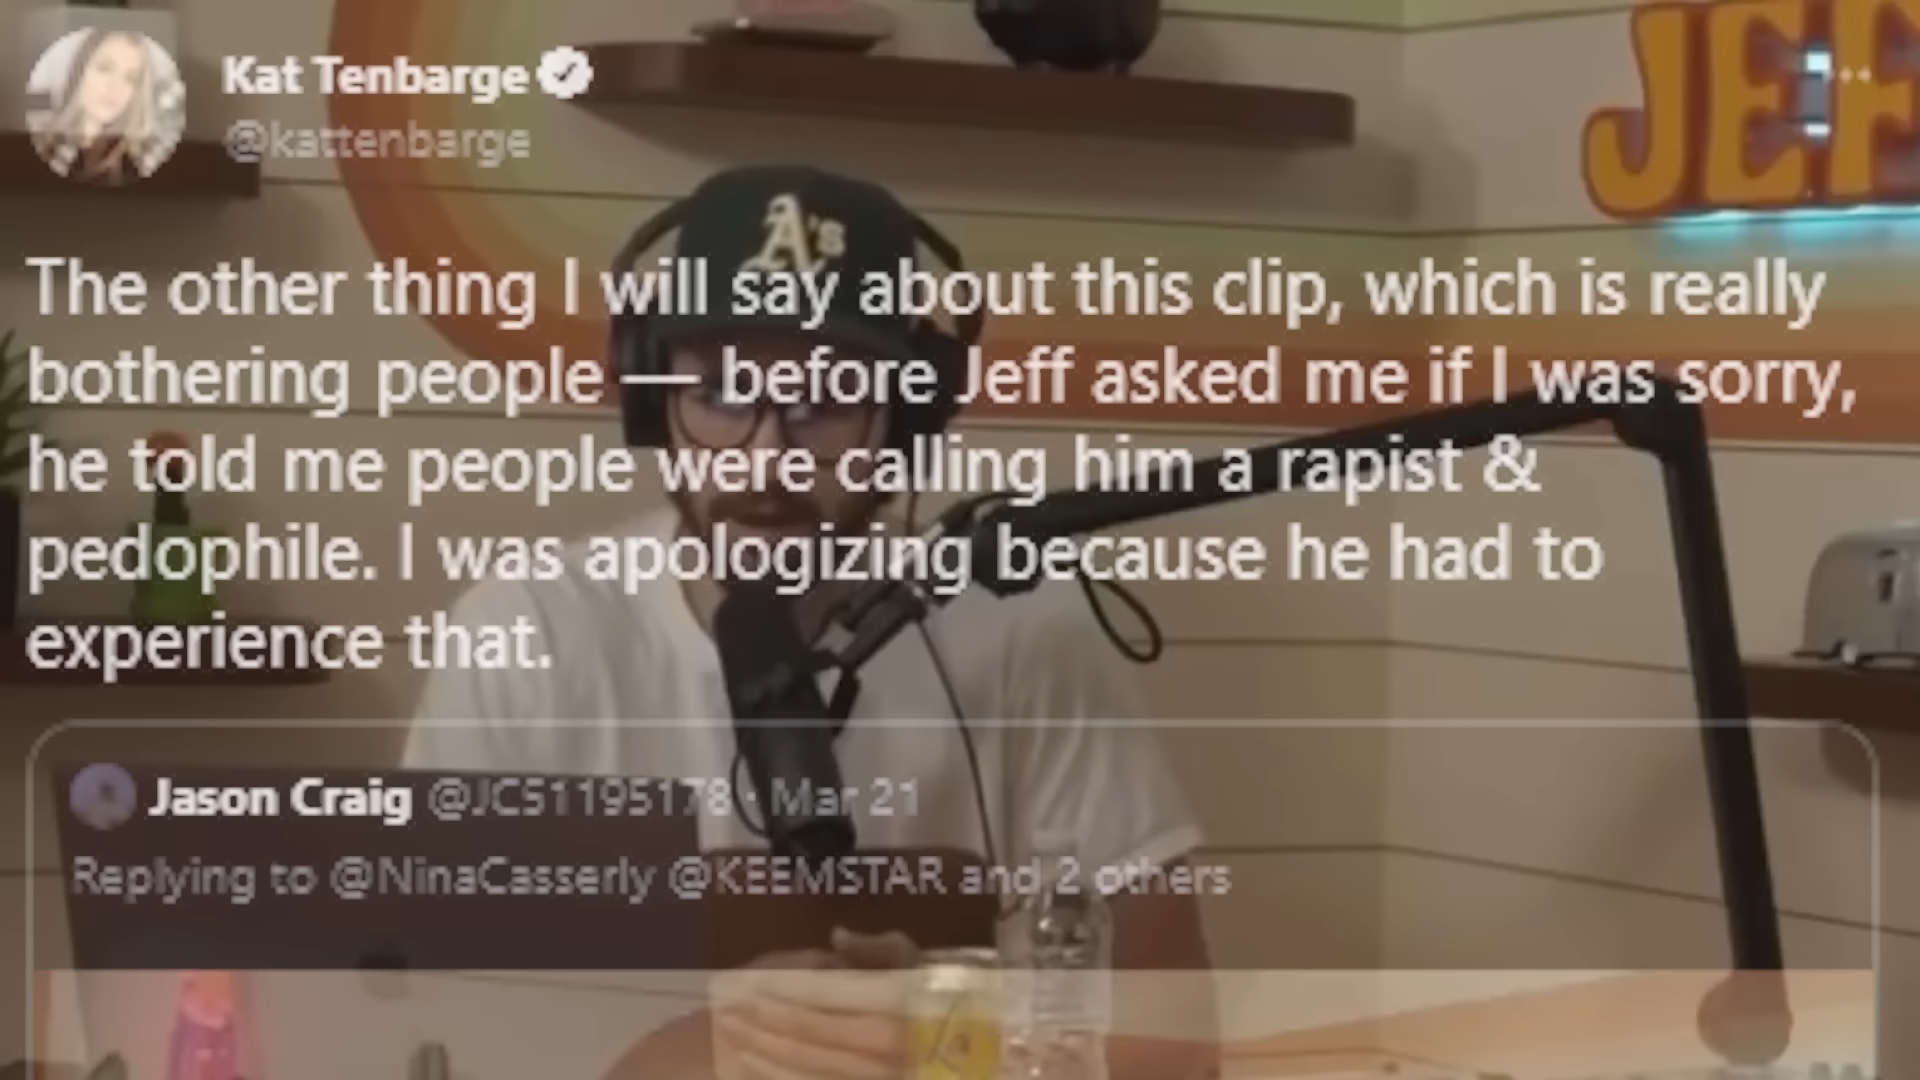 Kat Tenbarge
@kattenbarge
JEF
A's
The other thing I will say about this clip, which is really
bothering people — before Jeff asked me if I was sorry,
he told me people were calling him a rapist &
pedophile. I was apologizing because he had to
experience that.
Jason Craig @JC51195178 · Mar 21
Replying to @NinaCasserly @KEEMSTAR and 2 others
La